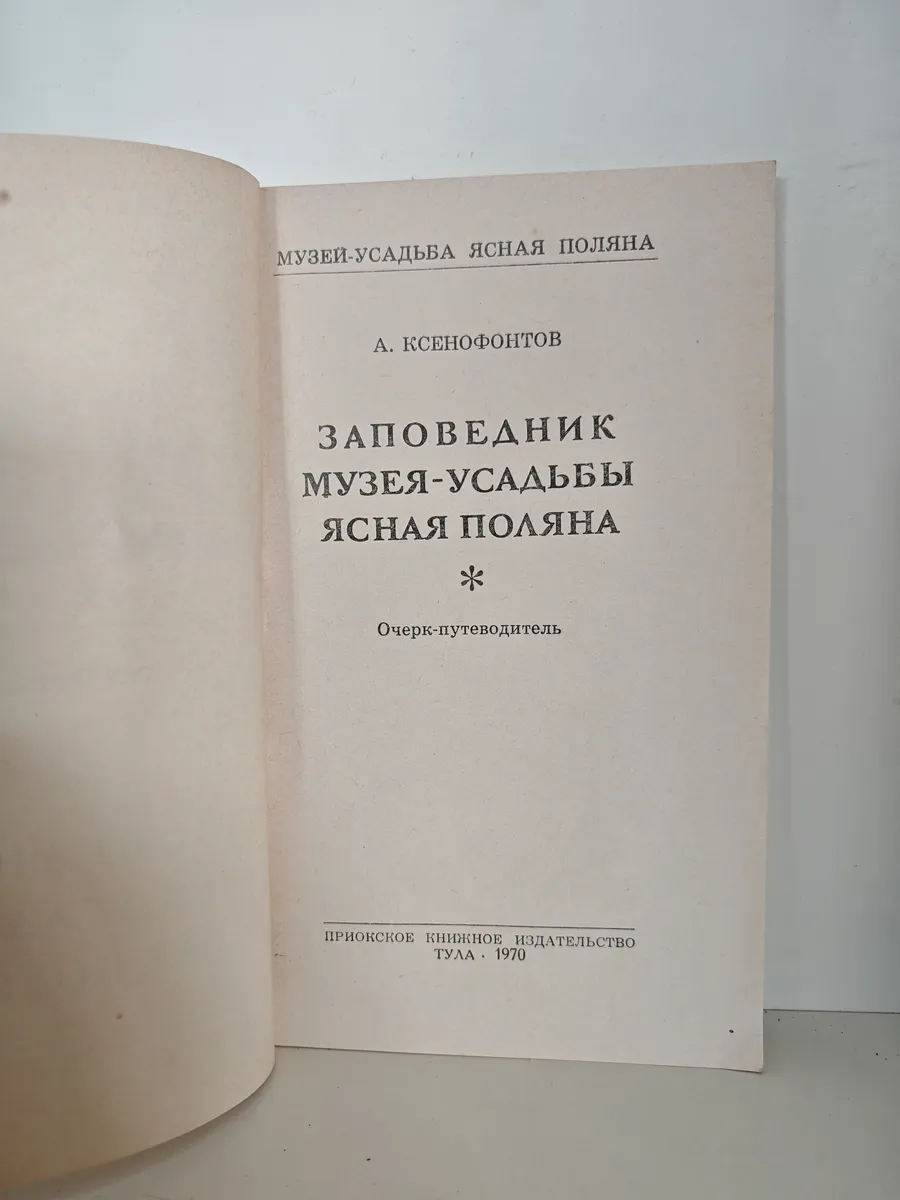 МУЗЕЙ-УСАДЬБА ЯСНАЯ ПОЛЯНА
А. КСЕНОФОНТОВ
ЗАПОВЕДНИК
МУЗЕЯ-УСАДЬБЫ
ЯСНАЯ ПОЛЯНА
*
Очерк-путеводитель
ПРИОКСКОЕ КНИЖНОЕ ИЗДАТЕЛЬСТВО
ТУЛА · 1970